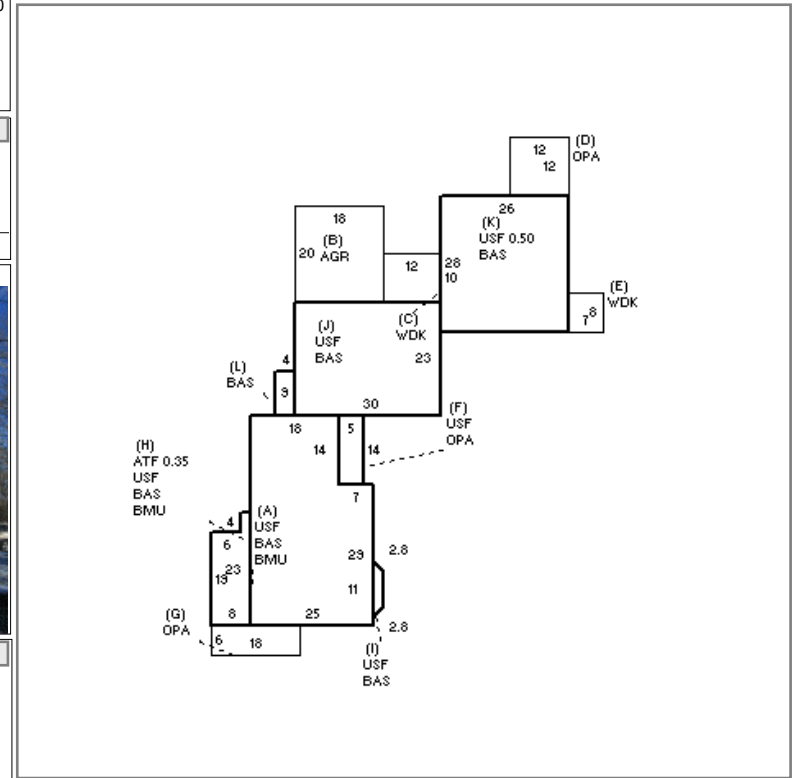 12
12
(D)
OPA
18
(B)
20
AGR
12
26
(K)
USF 0.50
BAS
28
10
(E)
WDK
8
7
(J)
USF
BAS
(C)
WDK
23
4
(L)
BAS
9
30
(F)
USF
OPA
18
5
14
14
(H)
ATF 0.35
USF
BAS
BMU
7
4
(A)
USF
BAS
BMU
6
29
2.8
23
19
11
8
25
(G)
OPA
6
18
2.8
(I)
USF
BAS